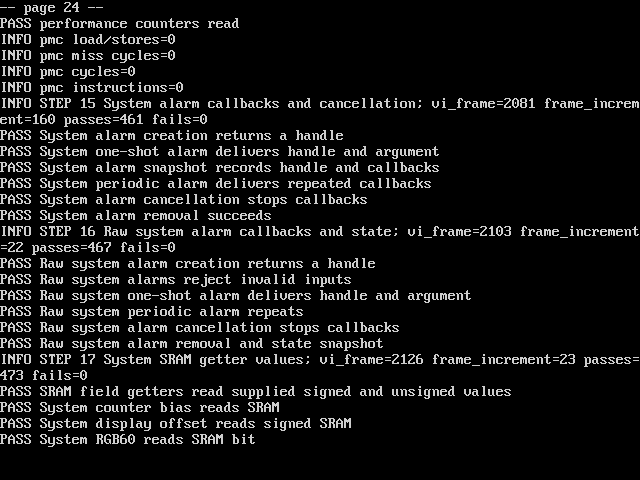 -- page 24 --
PASS performance counters read
INFO pmc load/stores=0
INFO pmc miss cycles=0
INFO pmc cycles=0
INFO pmc instructions=0
INFO STEP 15 System alarm callbacks and cancellation; vi_frame=2081 frame_increm
ent=160 passes=461 fails=0
PASS System alarm creation returns a handle
PASS System one-shot alarm delivers handle and argument
PASS System alarm snapshot records handle and callbacks
PASS System periodic alarm delivers repeated callbacks
PASS System alarm cancellation stops callbacks
PASS System alarm removal succeeds
INFO STEP 16 Raw system alarm callbacks and state; vi_frame=2103 frame_increment
=22 passes=467 fails=0
PASS Raw system alarm creation returns a handle
PASS Raw system alarms reject invalid inputs
PASS Raw system one-shot alarm delivers handle and argument
PASS Raw system periodic alarm repeats
PASS Raw system alarm cancellation stops callbacks
PASS Raw system alarm removal and state snapshot
INFO STEP 17 System SRAM getter values; vi_frame=2126 frame_increment=23 passes=
473 fails=0
PASS SRAM field getters read supplied signed and unsigned values
PASS System counter bias reads SRAM
PASS System display offset reads signed SRAM
PASS System RGB60 reads SRAM bit